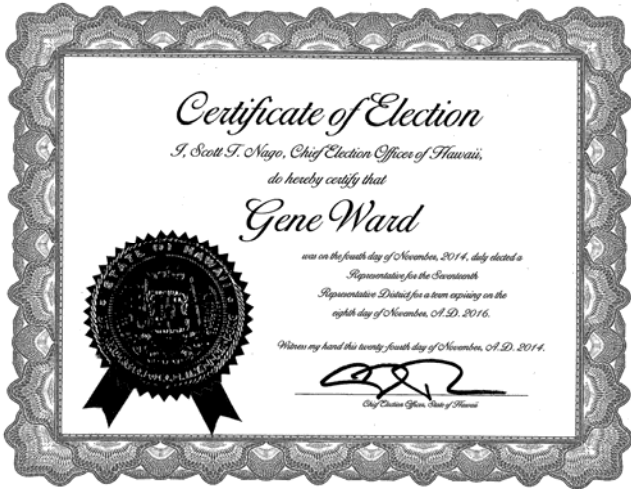 Certificate of Election
I, Scott T. Nago, Chief Election Officer of Hawaii,
do hereby certify that
Gene Ward
was on the fourth day of November, 2014, duly elected a
Representative for the Seventeenth
Representative District for a term expiring on the
eighth day of November, A.D. 2016.
Witness my hand this twenty-fourth day of November, A.D. 2014.
Chief Election Officer, State of Hawaii
STATE OF HAWAII